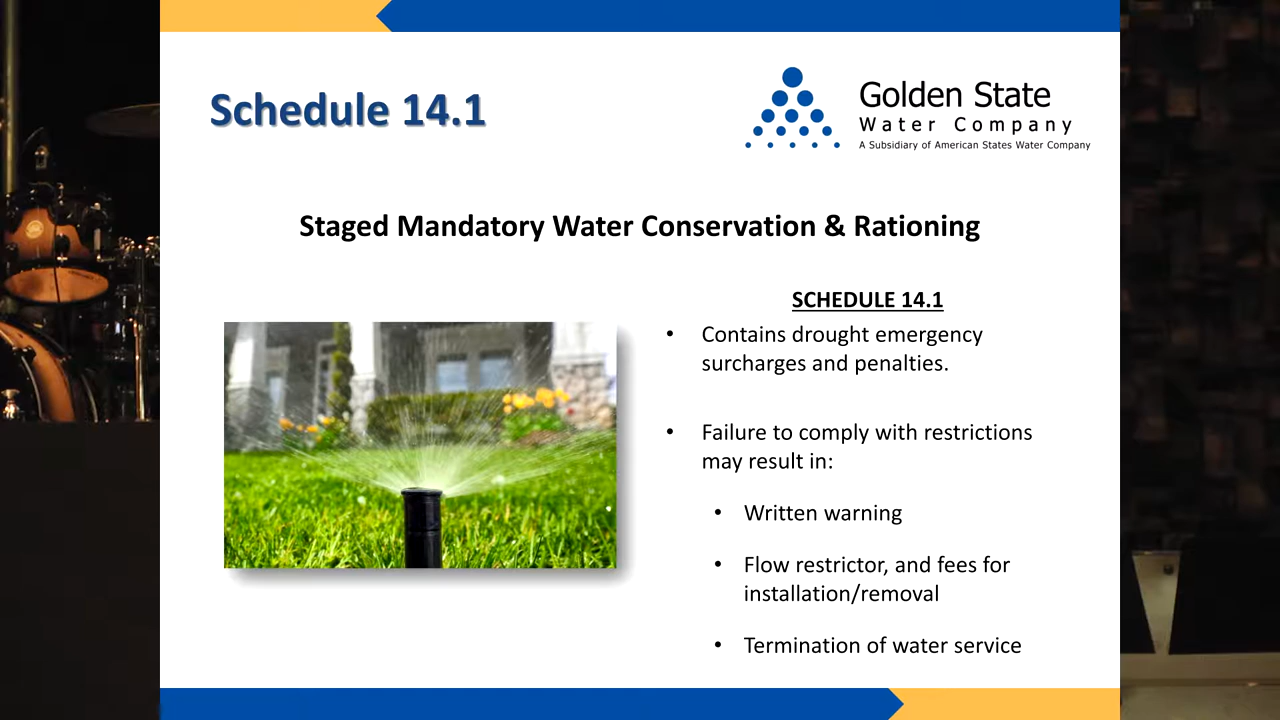 Schedule 14.1
Golden State
Water Company
A Subsidiary of American States Water Company
Staged Mandatory Water Conservation & Rationing
SCHEDULE 14.1
• Contains drought emergency
surcharges and penalties.
• Failure to comply with restrictions
may result in:
• Written warning
• Flow restrictor, and fees for
installation/removal
• Termination of water service